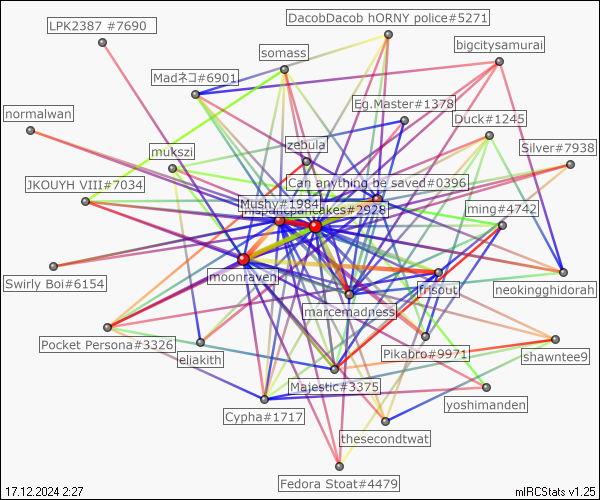 LPK2387 #7690
DacobDacob hORNY police#5271
bigcitysamurai
somass
Madネコ#6901
Eg.Master#1378
normalwan
Duck#1245
zebula
Silver#7938
mukszi
JKOUYH VIII#7034
Can anything be saved#0396
Mushy#1984
ming#4742
moonraven
Swirly Boi#6154
frisout
neokingghidorah
marcemadness
Pocket Persona#3326
eliakith
Pikabro#9971
shawntee9
Majestic#3375
yoshimanden
Cypha#1717
thesecondtwat
Fedora Stoat#4479
17.12.2024 2:27
mIRCStats v1.25